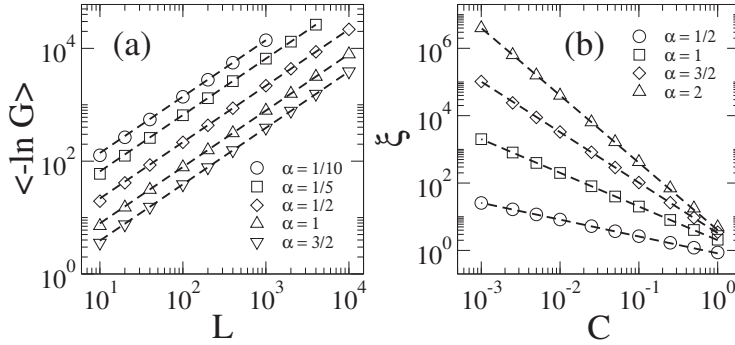 (a)
<-ln G>
10^4
10^2
10^0
α = 1/10
α = 1/5
α = 1/2
α = 1
α = 3/2
10^1 10^2 10^3 10^4
L
(b)
ξ
10^6
10^4
10^2
10^0
α = 1/2
α = 1
α = 3/2
α = 2
10^-3 10^-2 10^-1 10^0
C